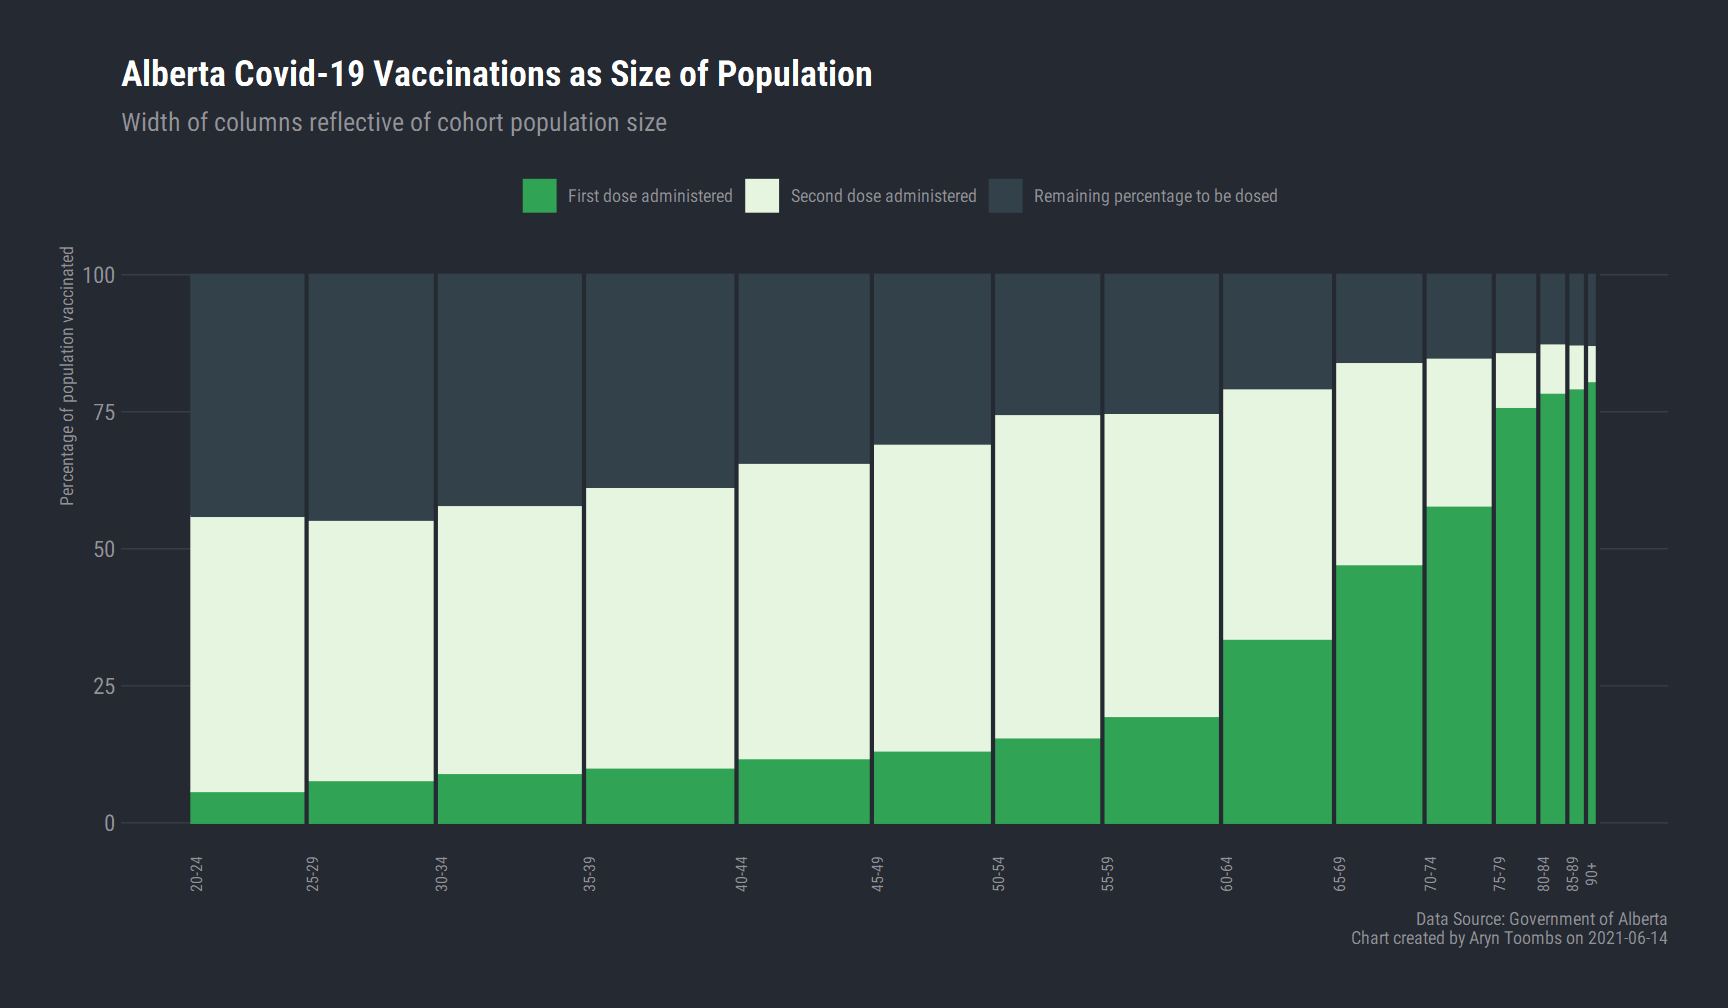 Alberta Covid-19 Vaccinations as Size of Population
Width of columns reflective of cohort population size
First dose administered
Second dose administered
Remaining percentage to be dosed
Percentage of population vaccinated
100
75
50
25
0
20-24
25-29
30-34
35-39
40-44
45-49
50-54
55-59
60-64
65-69
70-74
75-79
80-84
85-89
90+
Data Source: Government of Alberta
Chart created by Aryn Toombs on 2021-06-14